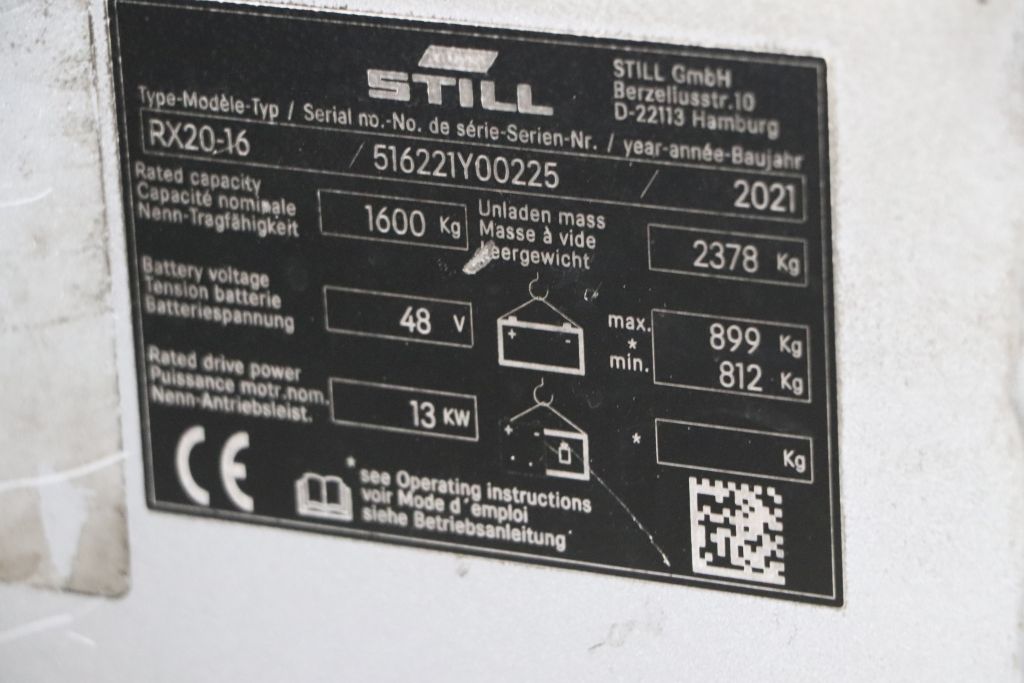 STILL
STILL GmbH
Berzeliusstr.10
D-22113 Hamburg
Type-Modèle-Typ / Serial no.-No. de série-Serien-Nr. / year-année-Baujahr
RX20-16 / 516221Y00225 / 2021
Rated capacity
Capacité nominale
Nenn-Tragfähigkeit
1600 Kg
Unladen mass
Masse à vide
Leergewicht
2378 Kg
Battery voltage
Tension batterie
Batteriespannung
48 V
+ -
max. 899 Kg
*
min. 812 Kg
Rated drive power
Puissance motr.nom.
Nenn-Antriebsleist.
13 KW
+ -
* Kg
CE
* see Operating instructions
voir Mode d´emploi
siehe Betriebsanleitung